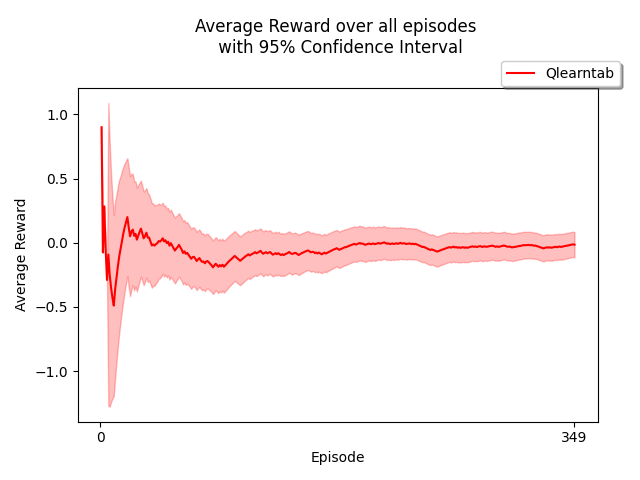 Average Reward over all episodes
with 95% Confidence Interval
Qlearntab
1.0
0.5
0.0
−0.5
−1.0
Average Reward
0
349
Episode